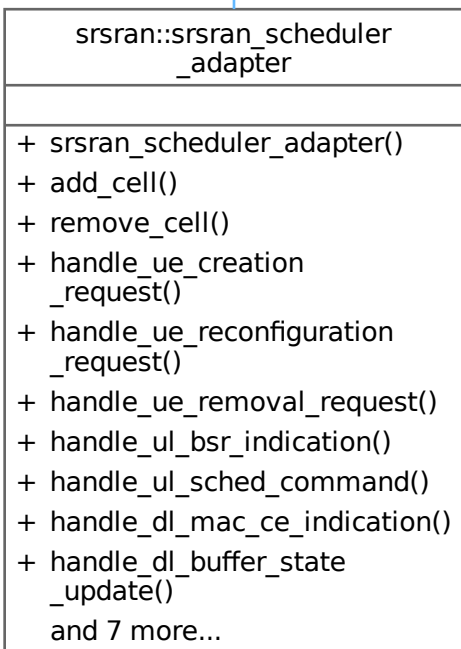 srsran::srsran_scheduler
_adapter
+ srsran_scheduler_adapter()
+ add_cell()
+ remove_cell()
+ handle_ue_creation
_request()
+ handle_ue_reconfiguration
_request()
+ handle_ue_removal_request()
+ handle_ul_bsr_indication()
+ handle_ul_sched_command()
+ handle_dl_mac_ce_indication()
+ handle_dl_buffer_state
_update()
and 7 more...